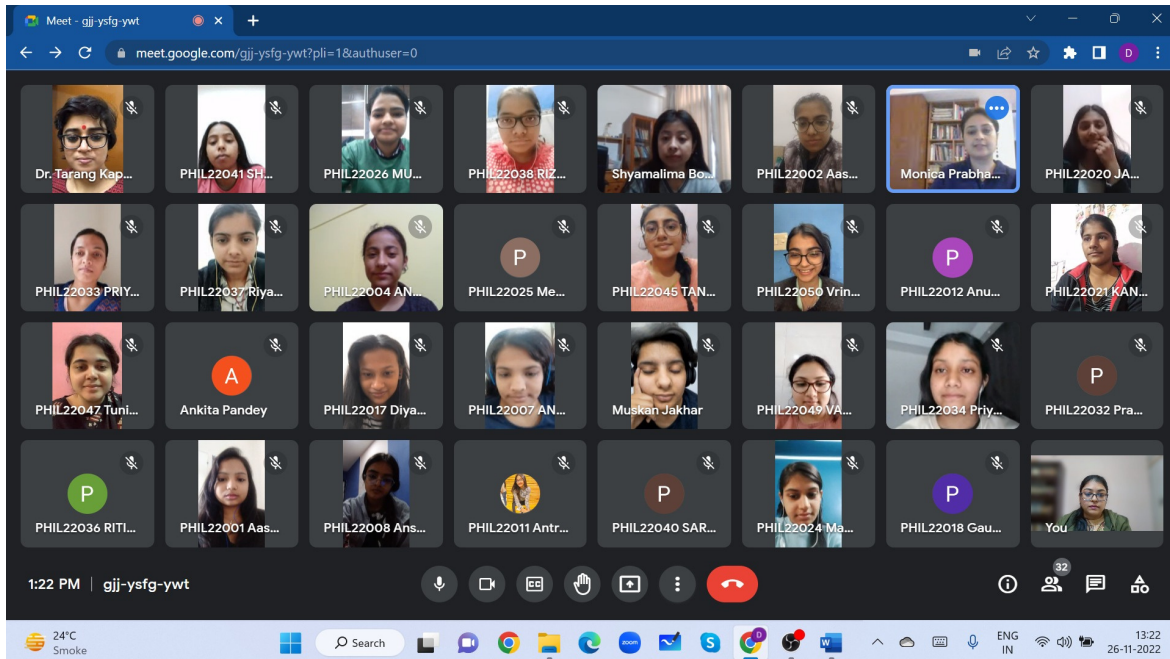 Meet - gjj-ysfg-ywt
meet.google.com/gjj-ysfg-ywt?pli=1&authuser=0
D
Dr. Tarang Kap...
PHIL22041 SH...
PHIL22026 MU...
PHIL22038 RIZ...
Shyamalima Bo...
PHIL22002 Aas...
Monica Prabha...
PHIL22020 JA...
PHIL22033 PRIY...
PHIL22037 Riya...
PHIL22004 AN...
P
PHIL22025 Me...
PHIL22045 TAN...
PHIL22050 Vrin...
P
PHIL22012 Anu...
PHIL22021 KAN...
PHIL22047 Tuni...
A
Ankita Pandey
PHIL22017 Diya...
PHIL22007 AN...
Muskan Jakhar
PHIL22049 VA...
PHIL22034 Priy...
P
PHIL22032 Pra...
P
PHIL22036 RITI...
PHIL22001 Aas...
PHIL22008 Ans...
PHIL22011 Antr...
P
PHIL22040 SAR...
PHIL22024 Ma...
P
PHIL22018 Gau...
You
1:22 PM | gjj-ysfg-ywt
CC
32
24°C
Smoke
Search
zoom
S
D
W
ENG
IN
13:22
26-11-2022